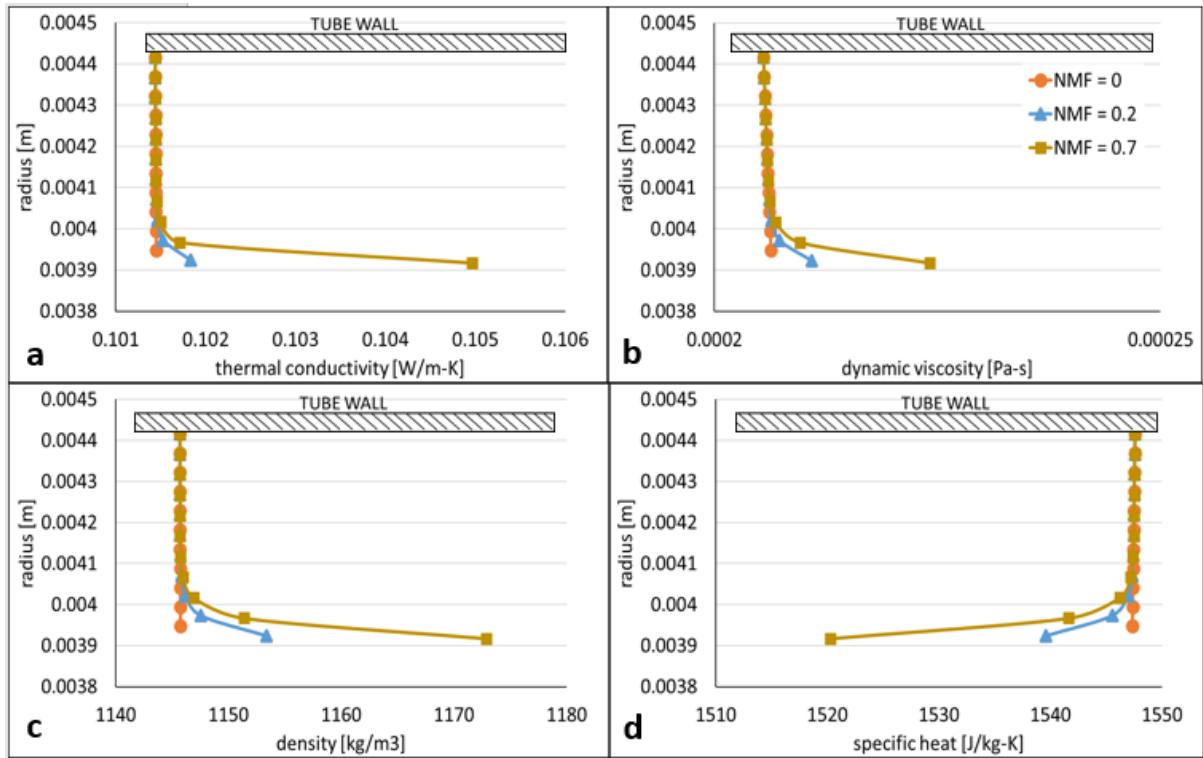 TUBE WALL
0.0045
0.0044
0.0043
0.0042
0.0041
0.004
0.0039
0.0038
radius [m]
0.101 0.102 0.103 0.104 0.105 0.106
thermal conductivity [W/m-K]
a
TUBE WALL
0.0045
0.0044
0.0043
0.0042
0.0041
0.004
0.0039
0.0038
radius [m]
NMF = 0
NMF = 0.2
NMF = 0.7
0.0002 0.00025
dynamic viscosity [Pa-s]
b
TUBE WALL
0.0045
0.0044
0.0043
0.0042
0.0041
0.004
0.0039
0.0038
radius [m]
1140 1150 1160 1170 1180
density [kg/m3]
c
TUBE WALL
0.0045
0.0044
0.0043
0.0042
0.0041
0.004
0.0039
0.0038
radius [m]
1510 1520 1530 1540 1550
specific heat [J/kg-K]
d